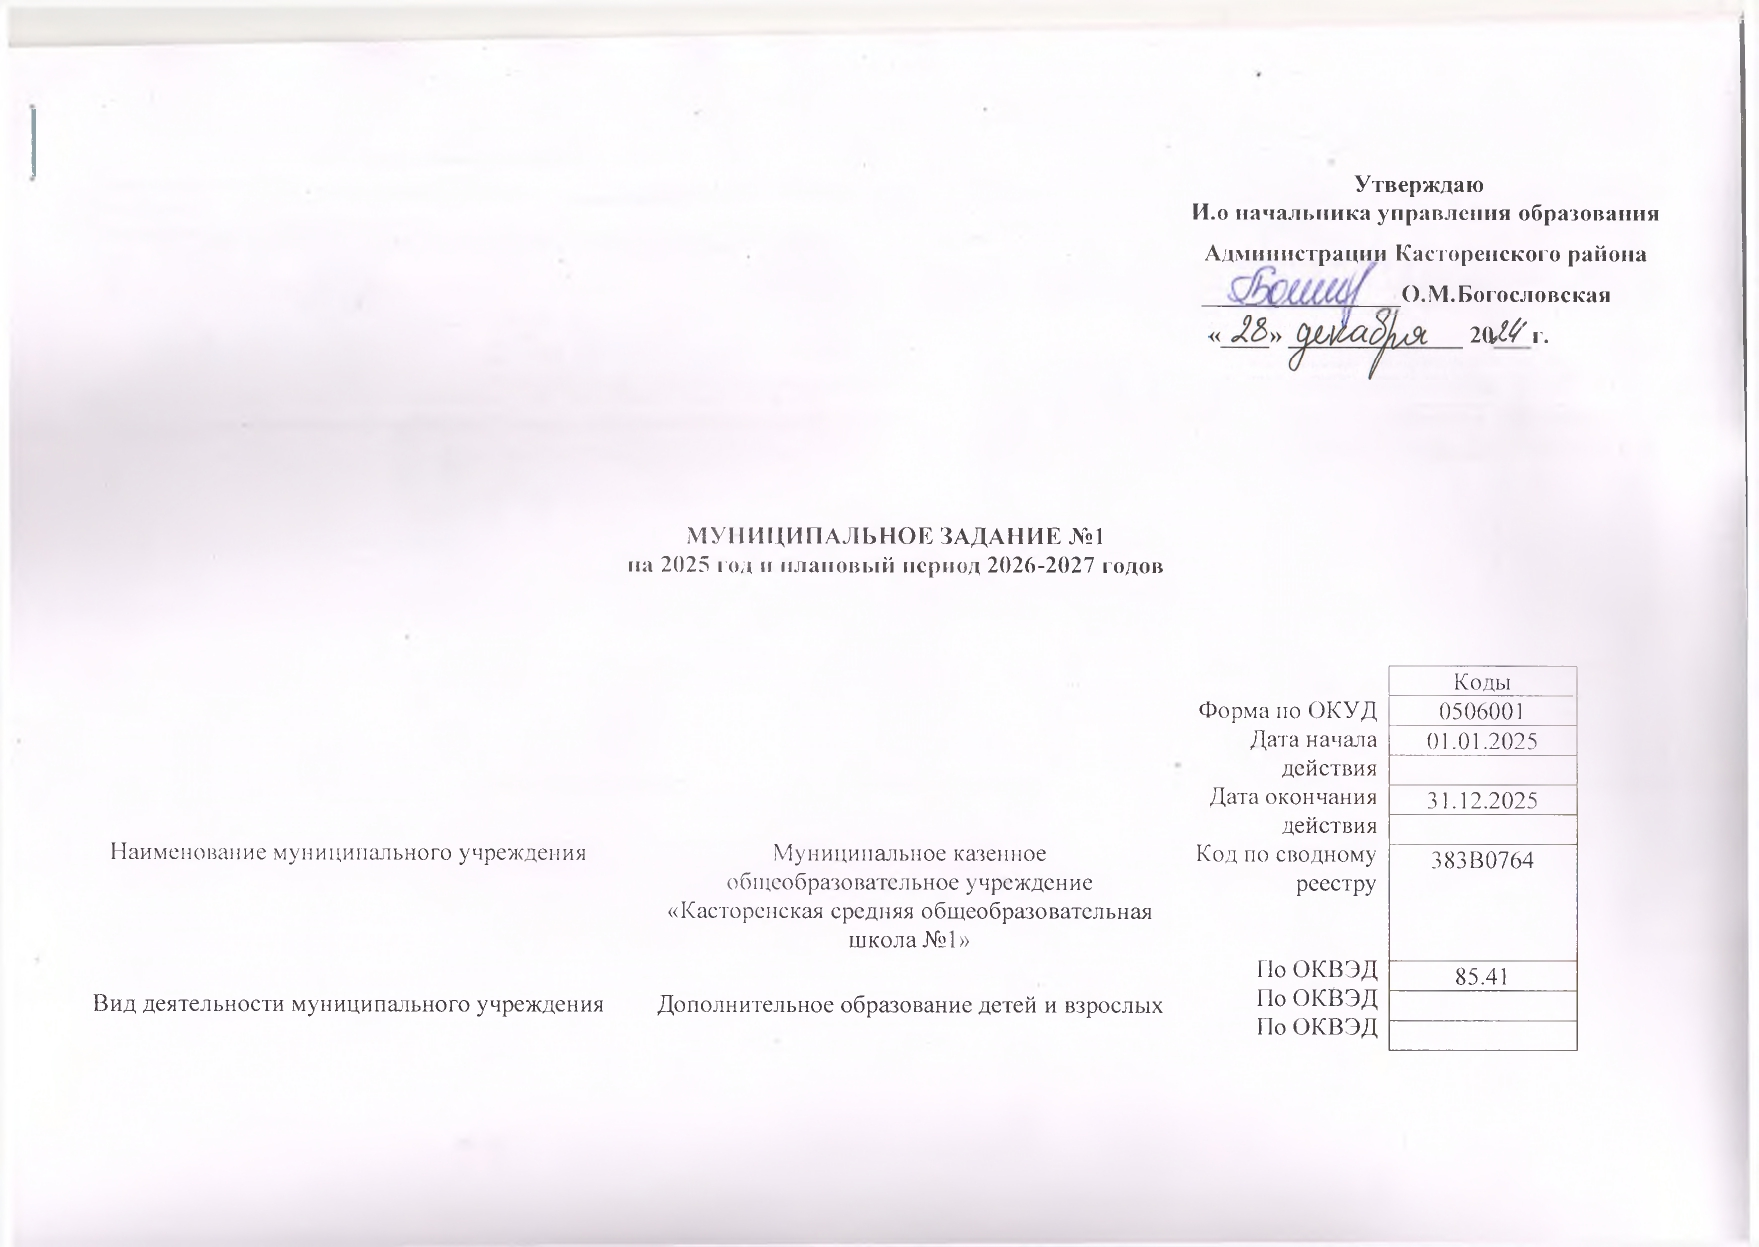 Утверждаю
И.о начальника управления образования
Администрации Касторенского района
О.М.Богословская
«28» декабря 2024 г.
МУНИЦИПАЛЬНОЕ ЗАДАНИЕ №1
на 2025 год и плановый период 2026-2027 годов
Коды
Форма по ОКУД 0506001
Дата начала 01.01.2025
действия
Дата окончания 31.12.2025
действия
Наименование муниципального учреждения
Муниципальное казенное
общеобразовательное учреждение
«Касторенская средняя общеобразовательная
школа №1»
Код по сводному 383В0764
реестру
По ОКВЭД 85.41
Вид деятельности муниципального учреждения
Дополнительное образование детей и взрослых
По ОКВЭД
По ОКВЭД